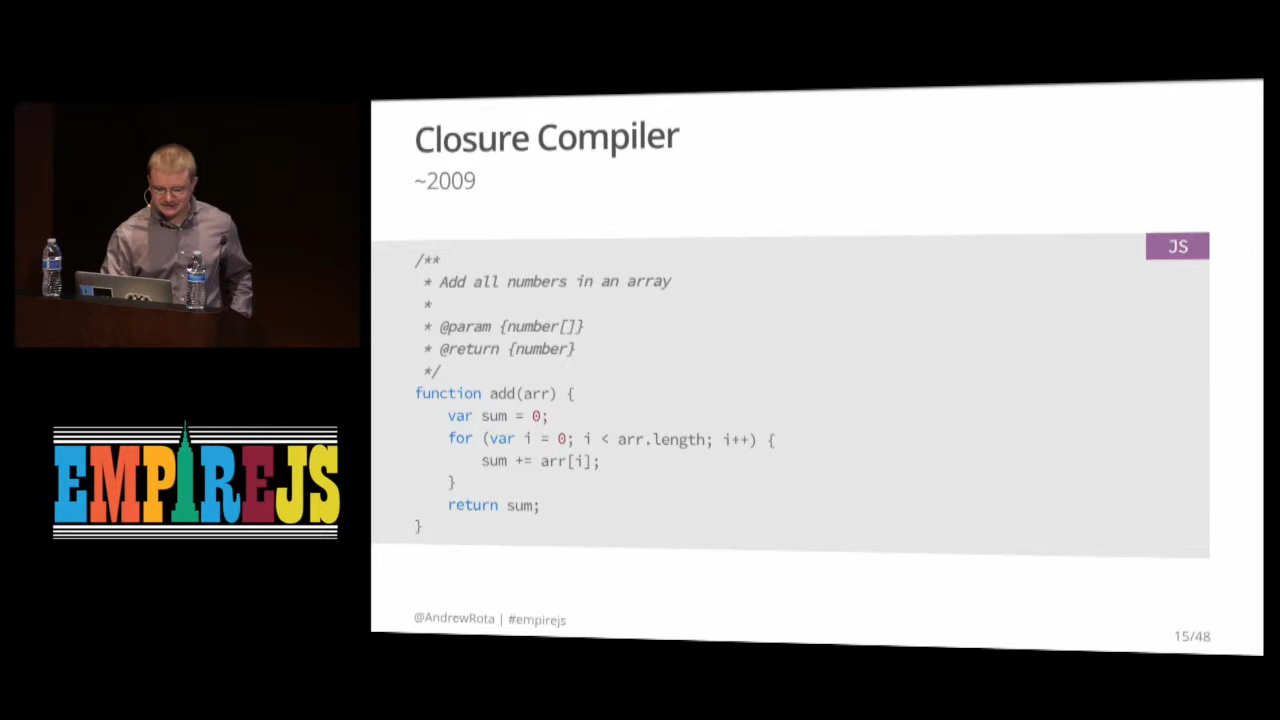 Closure Compiler
~2009
JS
/**
* Add all numbers in an array
*
* @param {number[]}
* @return {number}
*/
function add(arr) {
var sum = 0;
for (var i = 0; i < arr.length; i++) {
sum += arr[i];
}
return sum;
}
EMPIREJS
@AndrewRota | #empirejs
15/48